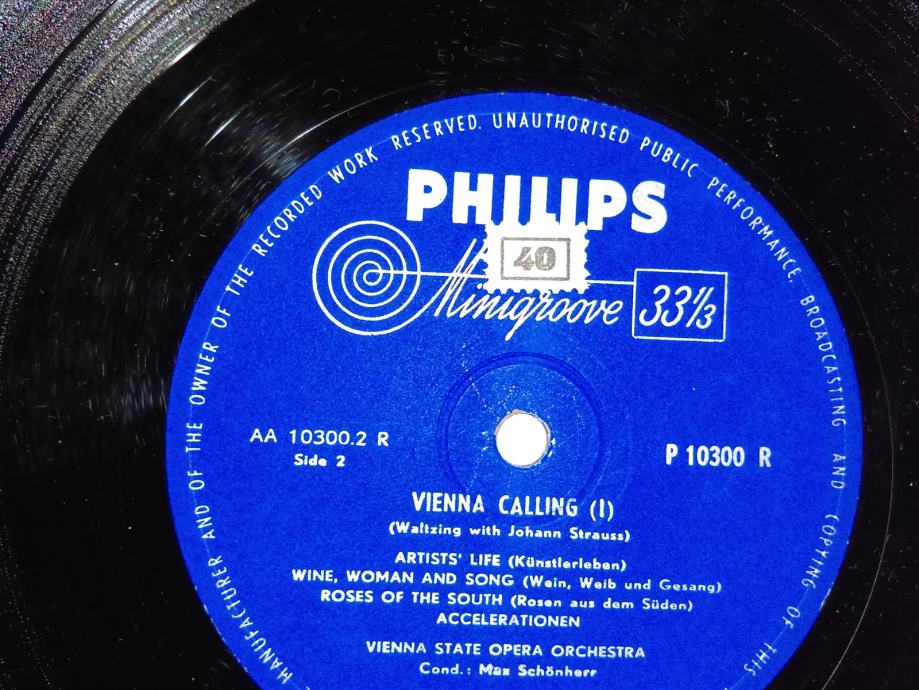 MANUFACTURER AND OF THE OWNER OF THE RECORDED WORK RESERVED. UNAUTHORISED PUBLIC PERFORMANCE, BROADCASTING AND COPYING OF THIS
PHILIPS
40
Minigroove 33⅓
AA 10300.2 R
Side 2
P 10300 R
VIENNA CALLING (I)
(Waltzing with Johann Strauss)
ARTISTS' LIFE (Künstlerleben)
WINE, WOMAN AND SONG (Wein, Weib und Gesang)
ROSES OF THE SOUTH (Rosen aus dem Süden)
ACCELERATIONEN
VIENNA STATE OPERA ORCHESTRA
Cond.: Max Schönherr